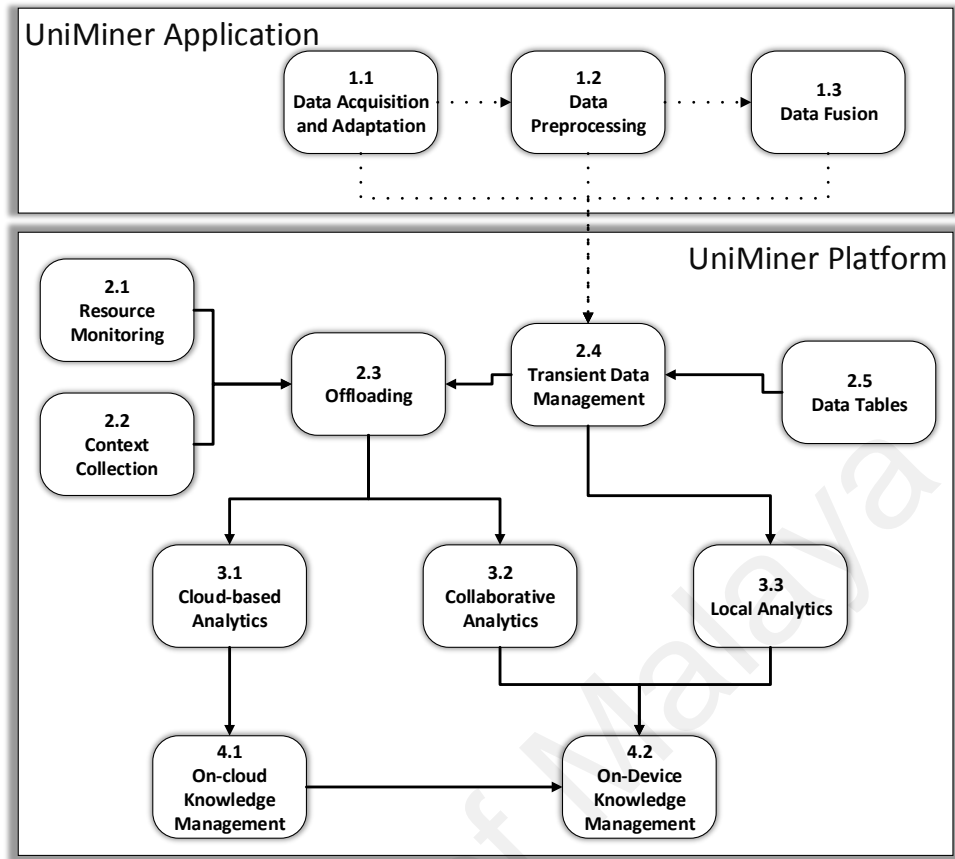 UniMiner Application
1.1
Data Acquisition
and Adaptation
1.2
Data
Preprocessing
1.3
Data Fusion
UniMiner Platform
2.1
Resource
Monitoring
2.2
Context
Collection
2.3
Offloading
2.4
Transient Data
Management
2.5
Data Tables
3.1
Cloud-based
Analytics
3.2
Collaborative
Analytics
3.3
Local Analytics
4.1
On-cloud
Knowledge
Management
4.2
On-Device
Knowledge
Management
of Malaya